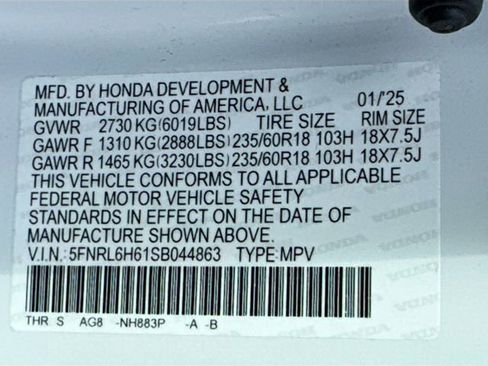 MFD. BY HONDA DEVELOPMENT &
MANUFACTURING OF AMERICA, LLC 01/'25
GVWR 2730 KG(6019LBS) TIRE SIZE RIM SIZE
GAWR F 1310 KG(2888LBS) 235/60R18 103H 18X7.5J
GAWR R 1465 KG(3230LBS) 235/60R18 103H 18X7.5J
THIS VEHICLE CONFORMS TO ALL APPLICABLE
FEDERAL MOTOR VEHICLE SAFETY
STANDARDS IN EFFECT ON THE DATE OF
MANUFACTURE SHOWN ABOVE.
V.I.N.:5FNRL6H61SB044863 TYPE:MPV
THR S AG8 -NH883P -A -B